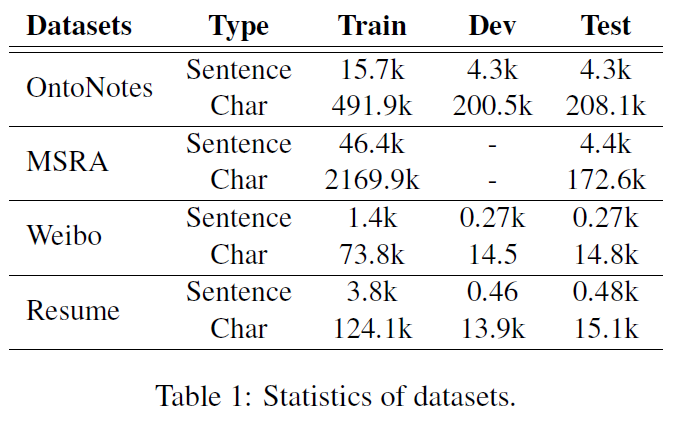 Datasets Type Train Dev Test
OntoNotes Sentence 15.7k 4.3k 4.3k
Char 491.9k 200.5k 208.1k
MSRA Sentence 46.4k - 4.4k
Char 2169.9k - 172.6k
Weibo Sentence 1.4k 0.27k 0.27k
Char 73.8k 14.5 14.8k
Resume Sentence 3.8k 0.46 0.48k
Char 124.1k 13.9k 15.1k
Table 1: Statistics of datasets.